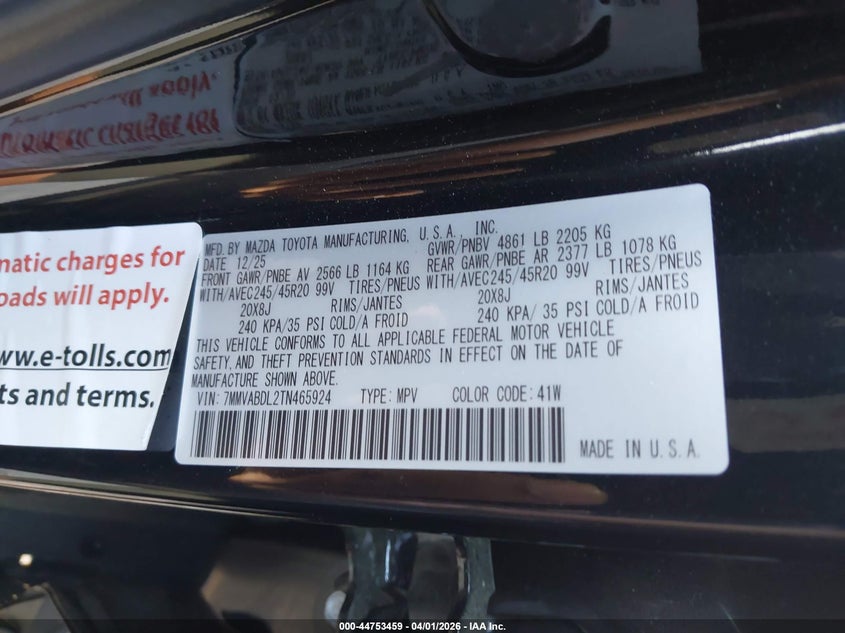 natic charges for
oads will apply.
ww.e-tolls.com
ts and terms.
MFD. BY MAZDA TOYOTA MANUFACTURING, U.S.A., INC.
DATE 12/25 GVWR/PNBV 4861 LB 2205 KG
FRONT GAWR/PNBE AV 2566 LB 1164 KG REAR GAWR/PNBE AR 2377 LB 1078 KG
WITH/AVEC245/45R20 99V TIRES/PNEUS WITH/AVEC245/45R20 99V TIRES/PNEUS
20X8J RIMS/JANTES 20X8J RIMS/JANTES
240 KPA/ 35 PSI COLD/A FROID 240 KPA/ 35 PSI COLD/A FROID
THIS VEHICLE CONFORMS TO ALL APPLICABLE FEDERAL MOTOR VEHICLE
SAFETY, AND THEFT PREVENTION STANDARDS IN EFFECT ON THE DATE OF
MANUFACTURE SHOWN ABOVE.
VIN: 7MMVABDL2TN465924 TYPE: MPV COLOR CODE: 41W
MADE IN U.S.A.
000-44753459 - 04/01/2026 - IAA Inc.